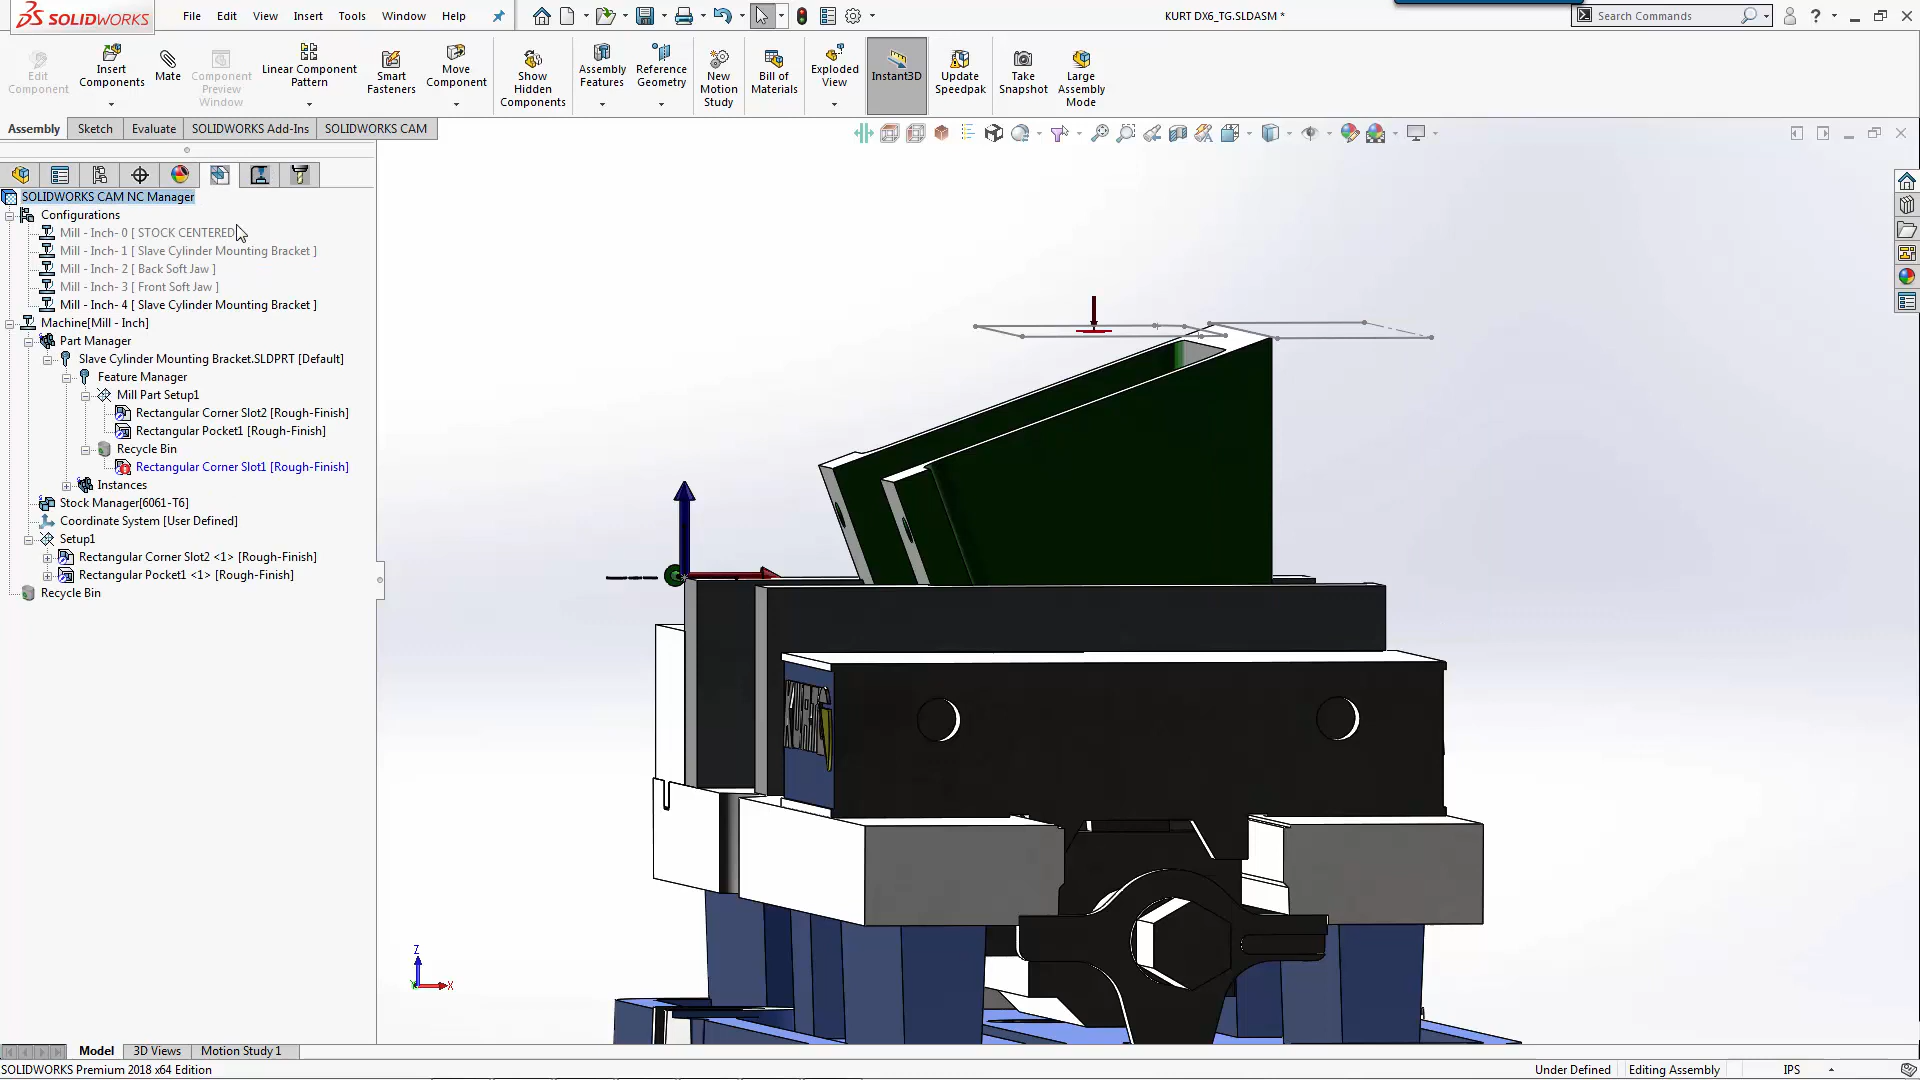 SOLIDWORKS File Edit View Insert Tools Window Help KURT DX6_TG.SLDASM * Search Commands
Edit Component
Insert Components
Mate
Component Preview Window
Linear Component Pattern
Smart Fasteners
Move Component
Show Hidden Components
Assembly Features
Reference Geometry
New Motion Study
Bill of Materials
Exploded View
Instant3D
Update Speedpak
Take Snapshot
Large Assembly Mode
Assembly Sketch Evaluate SOLIDWORKS Add-Ins SOLIDWORKS CAM
SOLIDWORKS CAM NC Manager
Configurations
Mill - Inch- 0 [ STOCK CENTERED
Mill - Inch- 1 [ Slave Cylinder Mounting Bracket ]
Mill - Inch- 2 [ Back Soft Jaw ]
Mill - Inch- 3 [ Front Soft Jaw ]
Mill - Inch- 4 [ Slave Cylinder Mounting Bracket ]
Machine[Mill - Inch]
Part Manager
Slave Cylinder Mounting Bracket.SLDPRT [Default]
Feature Manager
Mill Part Setup1
Rectangular Corner Slot2 [Rough-Finish]
Rectangular Pocket1 [Rough-Finish]
Recycle Bin
Rectangular Corner Slot1 [Rough-Finish]
Instances
Stock Manager[6061-T6]
Coordinate System [User Defined]
Setup1
Rectangular Corner Slot2 <1> [Rough-Finish]
Rectangular Pocket1 <1> [Rough-Finish]
Recycle Bin
Z
Y X
Model 3D Views Motion Study 1
SOLIDWORKS Premium 2018 x64 Edition Under Defined Editing Assembly IPS